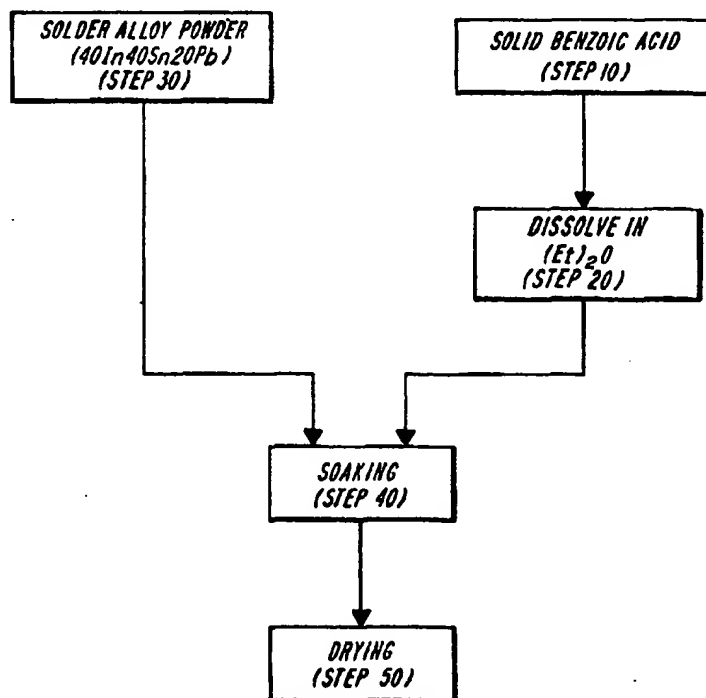 SOLDER ALLOY POWDER
(40In40Sn20Pb)
(STEP 30)
SOLID BENZOIC ACID
(STEP 10)
DISSOLVE IN
(Et)₂O
(STEP 20)
SOAKING
(STEP 40)
DRYING
(STEP 50)